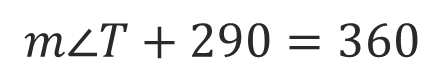 m∠T + 290 = 360